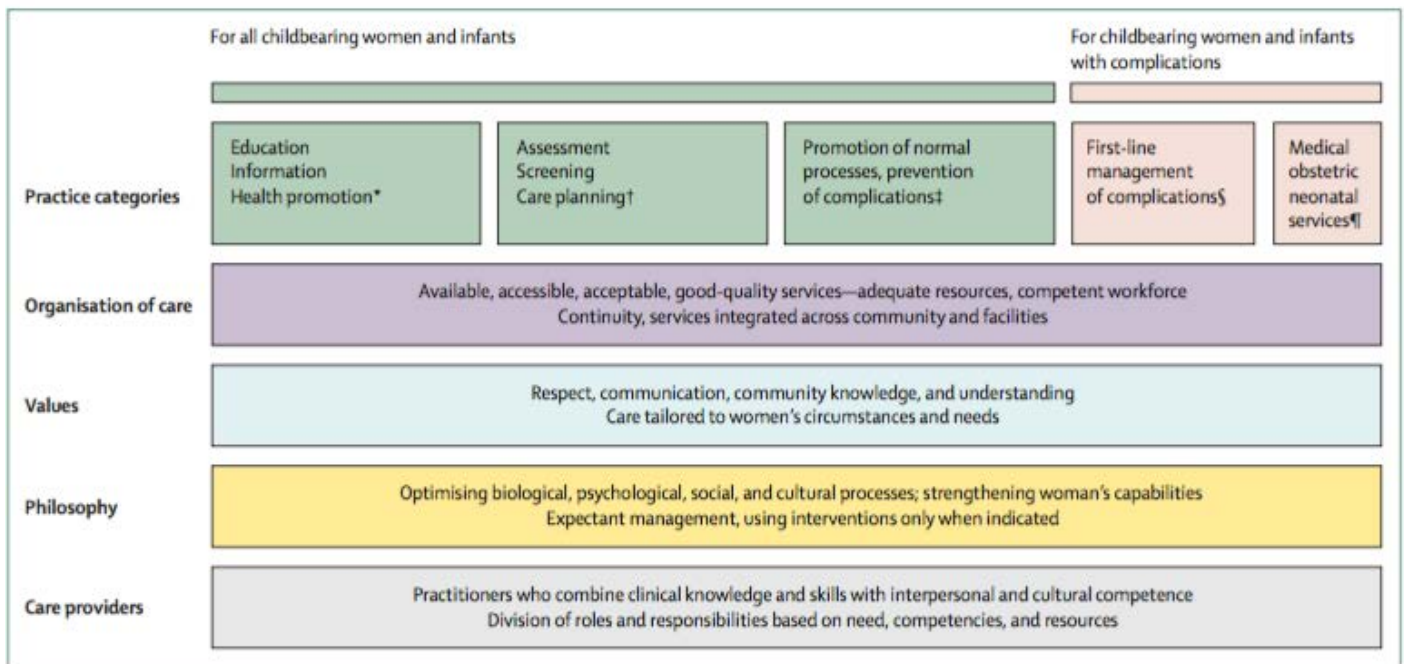 For all childbearing women and infants
For childbearing women and infants
with complications
Practice categories
Education
Information
Health promotion*
Assessment
Screening
Care planning†
Promotion of normal
processes, prevention
of complications‡
First-line
management
of complications§
Medical
obstetric
neonatal
services¶
Organisation of care
Available, accessible, acceptable, good-quality services—adequate resources, competent workforce
Continuity, services integrated across community and facilities
Values
Respect, communication, community knowledge, and understanding
Care tailored to women's circumstances and needs
Philosophy
Optimising biological, psychological, social, and cultural processes; strengthening woman's capabilities
Expectant management, using interventions only when indicated
Care providers
Practitioners who combine clinical knowledge and skills with interpersonal and cultural competence
Division of roles and responsibilities based on need, competencies, and resources